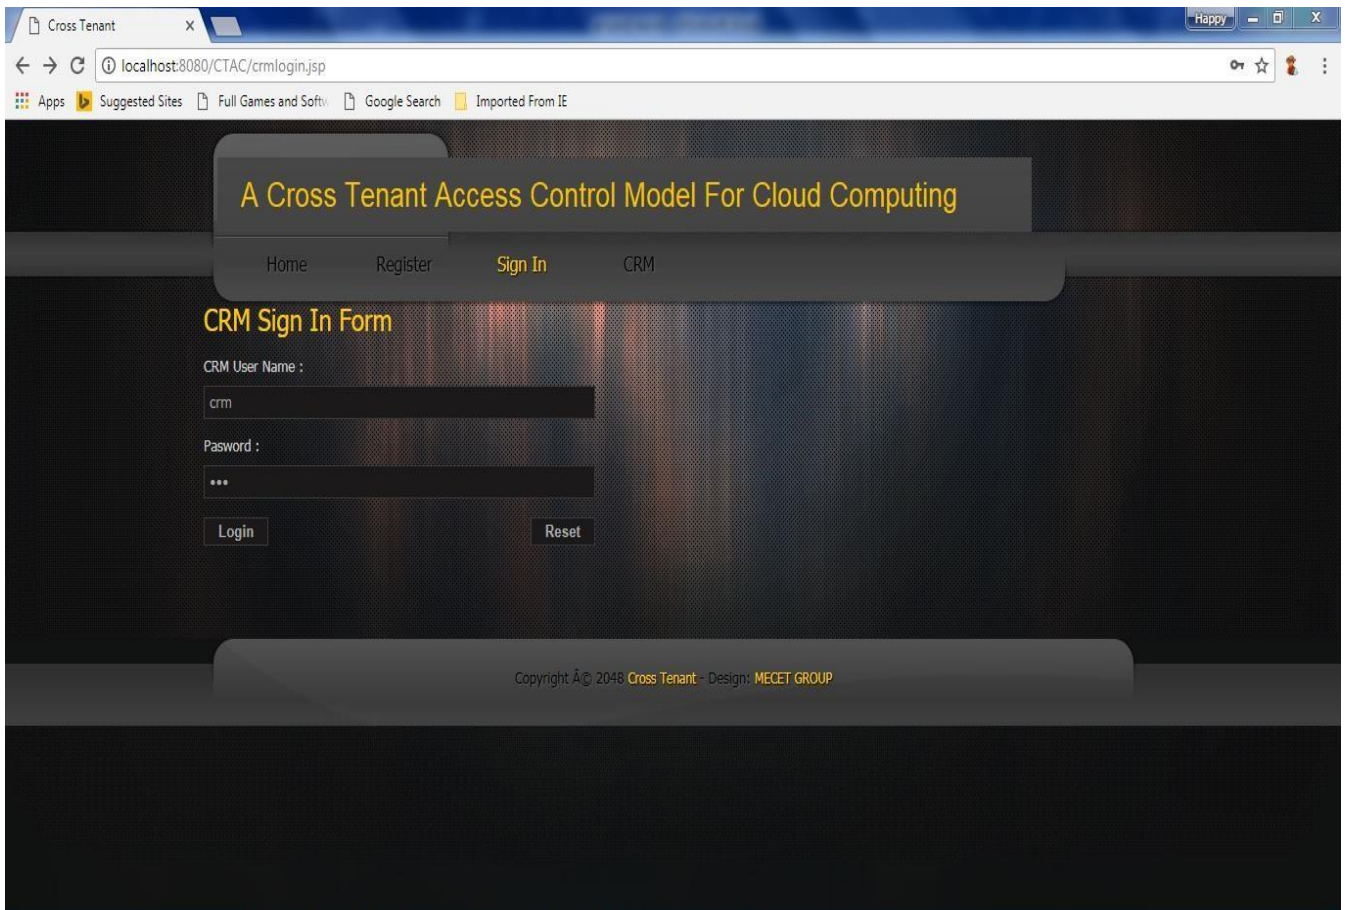 Cross Tenant
Happy
localhost:8080/CTAC/crmlogin.jsp
Apps Suggested Sites Full Games and Softw Google Search Imported From IE
A Cross Tenant Access Control Model For Cloud Computing
Home Register Sign In CRM
CRM Sign In Form
CRM User Name :
crm
Pasword :
•••
Login Reset
Copyright Â© 2048 Cross Tenant - Design: MECET GROUP